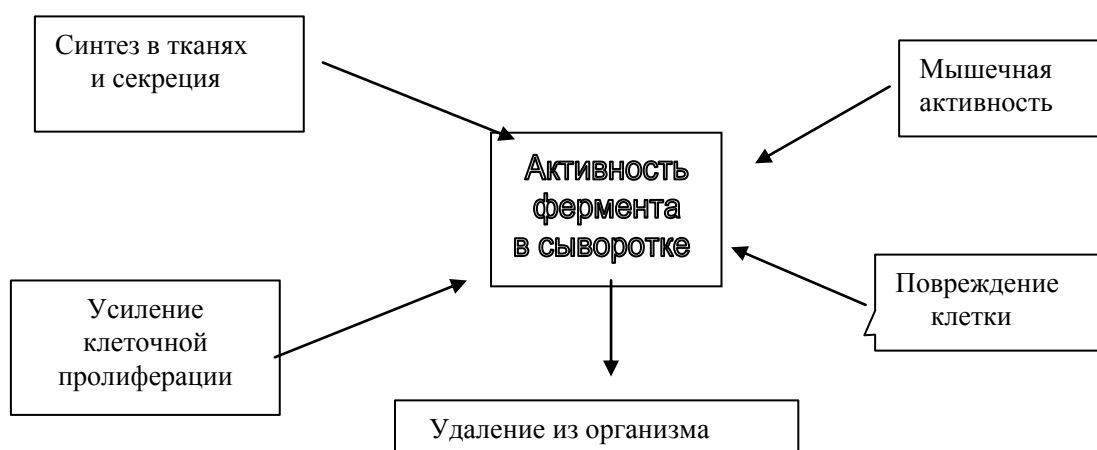 Синтез в тканях
и секреция
Мышечная
активность
Активность
фермента
в сыворотке
Усиление
клеточной
пролиферации
Повреждение
клетки
Удаление из организма